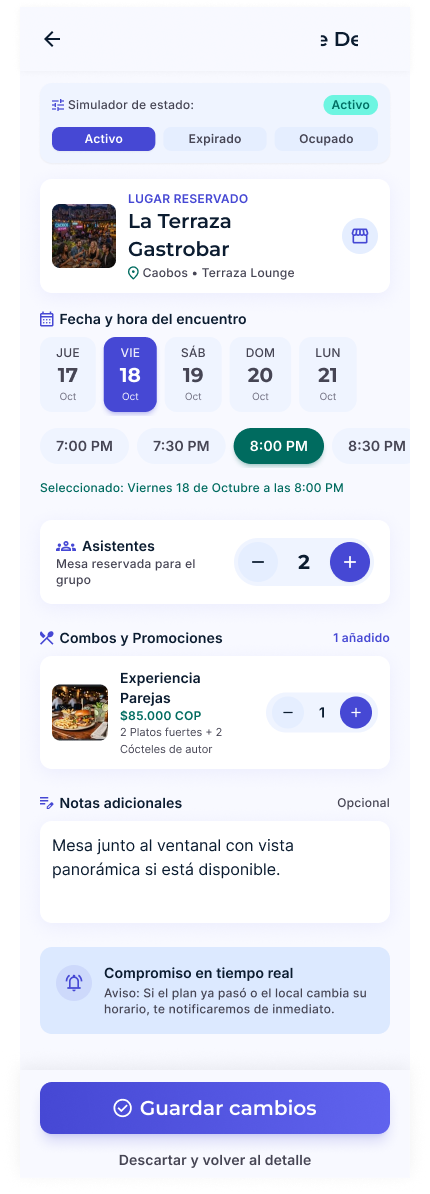 e De
Simulador de estado:
Activo
Activo
Expirado
Ocupado
LUGAR RESERVADO
La Terraza
Gastrobar
Caobos • Terraza Lounge
Fecha y hora del encuentro
JUE
17
Oct
VIE
18
Oct
SÁB
19
Oct
DOM
20
Oct
LUN
21
Oct
7:00 PM
7:30 PM
8:00 PM
8:30 PM
Seleccionado: Viernes 18 de Octubre a las 8:00 PM
Asistentes
Mesa reservada para el
grupo
2
Combos y Promociones
1 añadido
Experiencia
Parejas
$85.000 COP
2 Platos fuertes + 2
Cócteles de autor
1
Notas adicionales
Opcional
Mesa junto al ventanal con vista
panorámica si está disponible.
Compromiso en tiempo real
Aviso: Si el plan ya pasó o el local cambia su
horario, te notificaremos de inmediato.
Guardar cambios
Descartar y volver al detalle